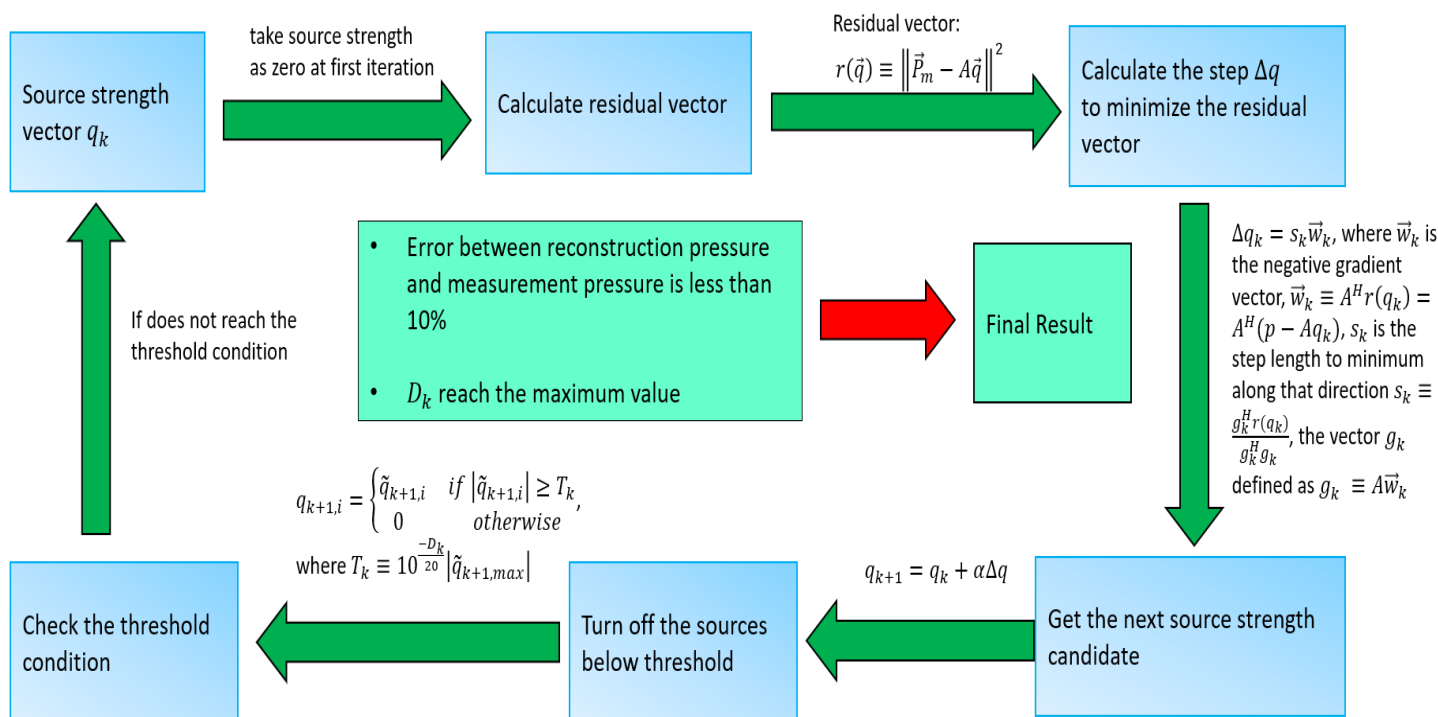 Source strength
vector q_k
take source strength
as zero at first iteration
Calculate residual vector
Residual vector:
r(q⃗) ≡ ‖P⃗_m − Aq⃗‖²
Calculate the step Δq
to minimize the residual
vector
Δq_k = s_k w⃗_k, where w⃗_k is
the negative gradient
vector, w⃗_k ≡ A^H r(q_k) =
A^H(p − Aq_k), s_k is the
step length to minimum
along that direction s_k ≡
g_k^H r(q_k) / g_k^H g_k, the vector g_k
defined as g_k ≡ Aw⃗_k
Get the next source strength
candidate
q_{k+1} = q_k + αΔq
Turn off the sources
below threshold
q_{k+1,i} = { q̃_{k+1,i} if |q̃_{k+1,i}| ≥ T_k,
0 otherwise
where T_k ≡ 10^{−D_k/20} |q̃_{k+1,max}|
Check the threshold
condition
If does not reach the
threshold condition
• Error between reconstruction pressure
and measurement pressure is less than
10%
• D_k reach the maximum value
Final Result